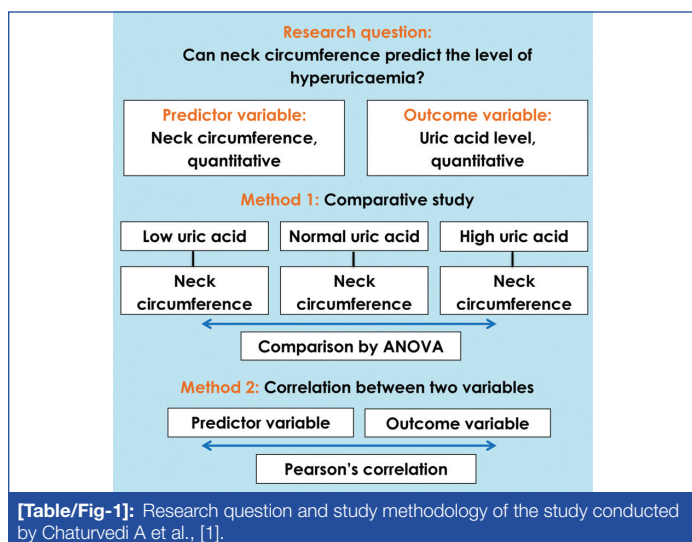 Research question:
Can neck circumference predict the level of
hyperuricaemia?
Predictor variable:
Neck circumference,
quantitative
Outcome variable:
Uric acid level,
quantitative
Method 1: Comparative study
Low uric acid
Normal uric acid
High uric acid
Neck
circumference
Neck
circumference
Neck
circumference
Comparison by ANOVA
Method 2: Correlation between two variables
Predictor variable
Outcome variable
Pearson’s correlation
[Table/Fig-1]: Research question and study methodology of the study conducted
by Chaturvedi A et al., [1].